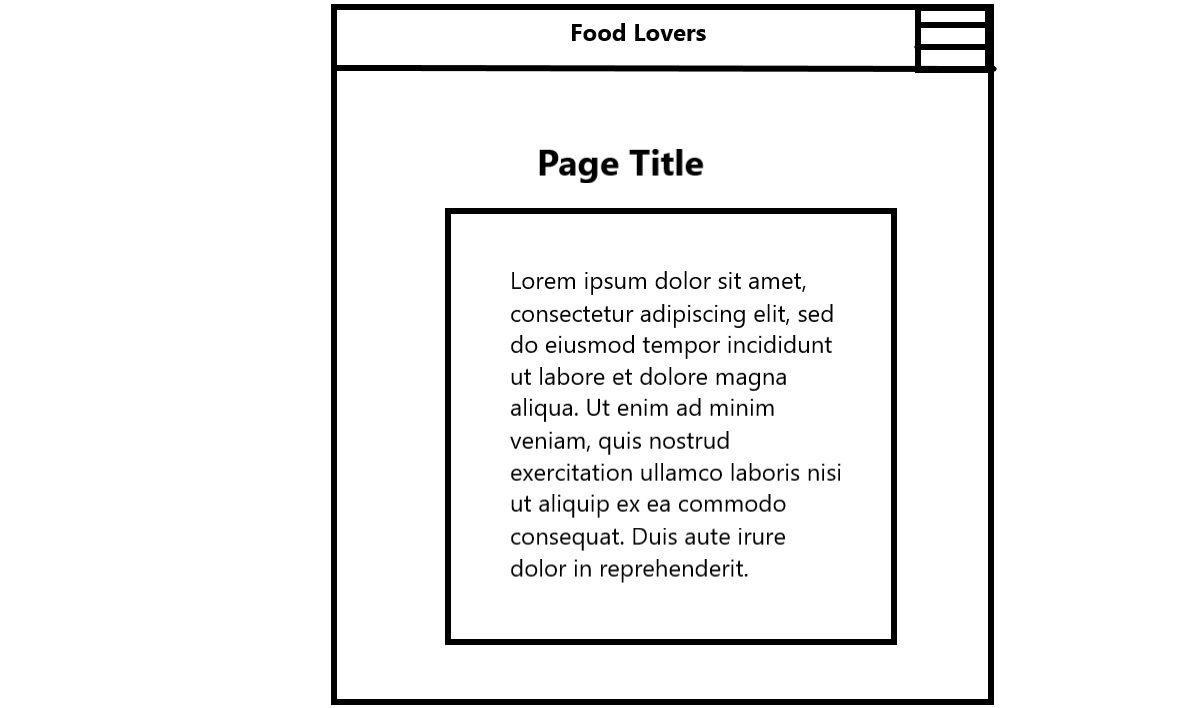 Food Lovers
Page Title
Lorem ipsum dolor sit amet,
consectetur adipiscing elit, sed
do eiusmod tempor incididunt
ut labore et dolore magna
aliqua. Ut enim ad minim
veniam, quis nostrud
exercitation ullamco laboris nisi
ut aliquip ex ea commodo
consequat. Duis aute irure
dolor in reprehenderit.